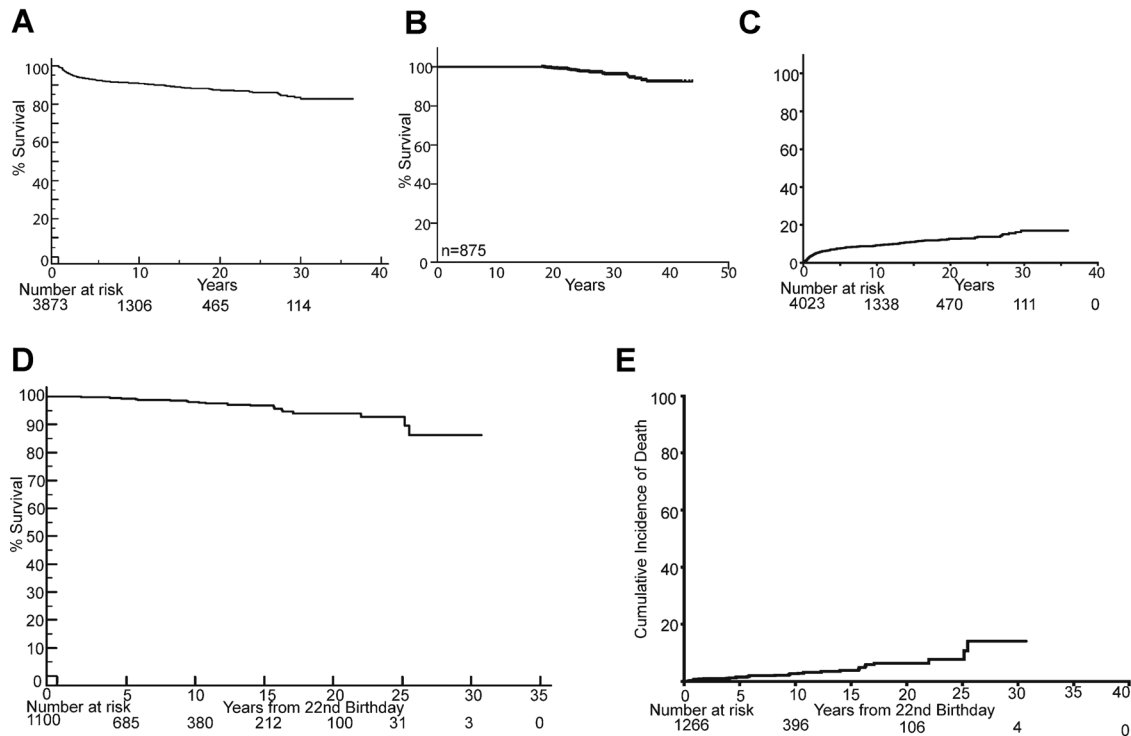 A
100
80
60
40
20
0
% Survival
0 10 20 30 40
Years
Number at risk
3873 1306 465 114
B
100
80
60
40
20
0
% Survival
n=875
0 10 20 30 40 50
Years
C
100
80
60
40
20
0
0 10 20 30 40
Years
Number at risk
4023 1338 470 111 0
D
100
90
80
70
60
50
40
30
20
10
0
% Survival
0 5 10 15 20 25 30 35
Number at risk Years from 22nd Birthday
1100 685 380 212 100 31 3 0
E
100
80
60
40
20
Cumulative Incidence of Death
0 5 10 15 20 25 30 35 40
Number at risk Years from 22nd Birthday
1266 396 106 4 0